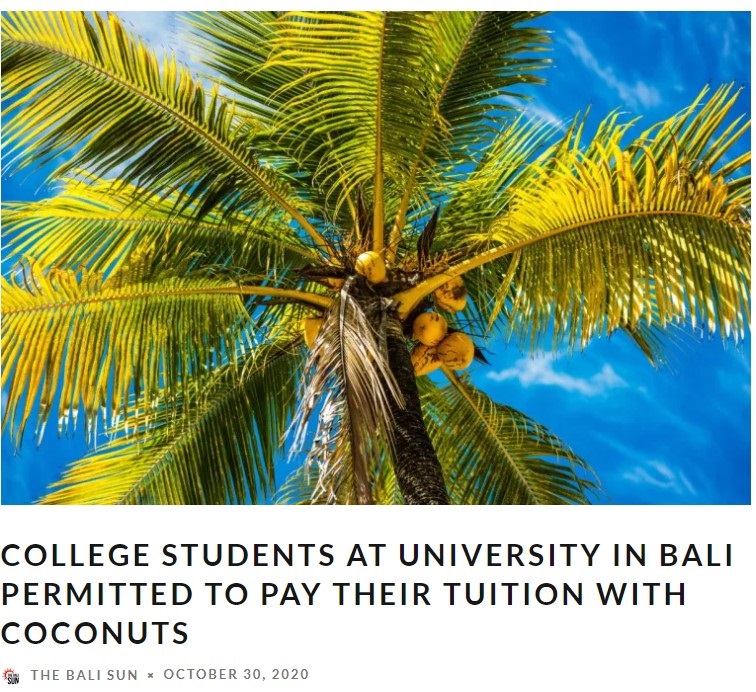 COLLEGE STUDENTS AT UNIVERSITY IN BALI
PERMITTED TO PAY THEIR TUITION WITH
COCONUTS
THE BALI SUN × OCTOBER 30, 2020